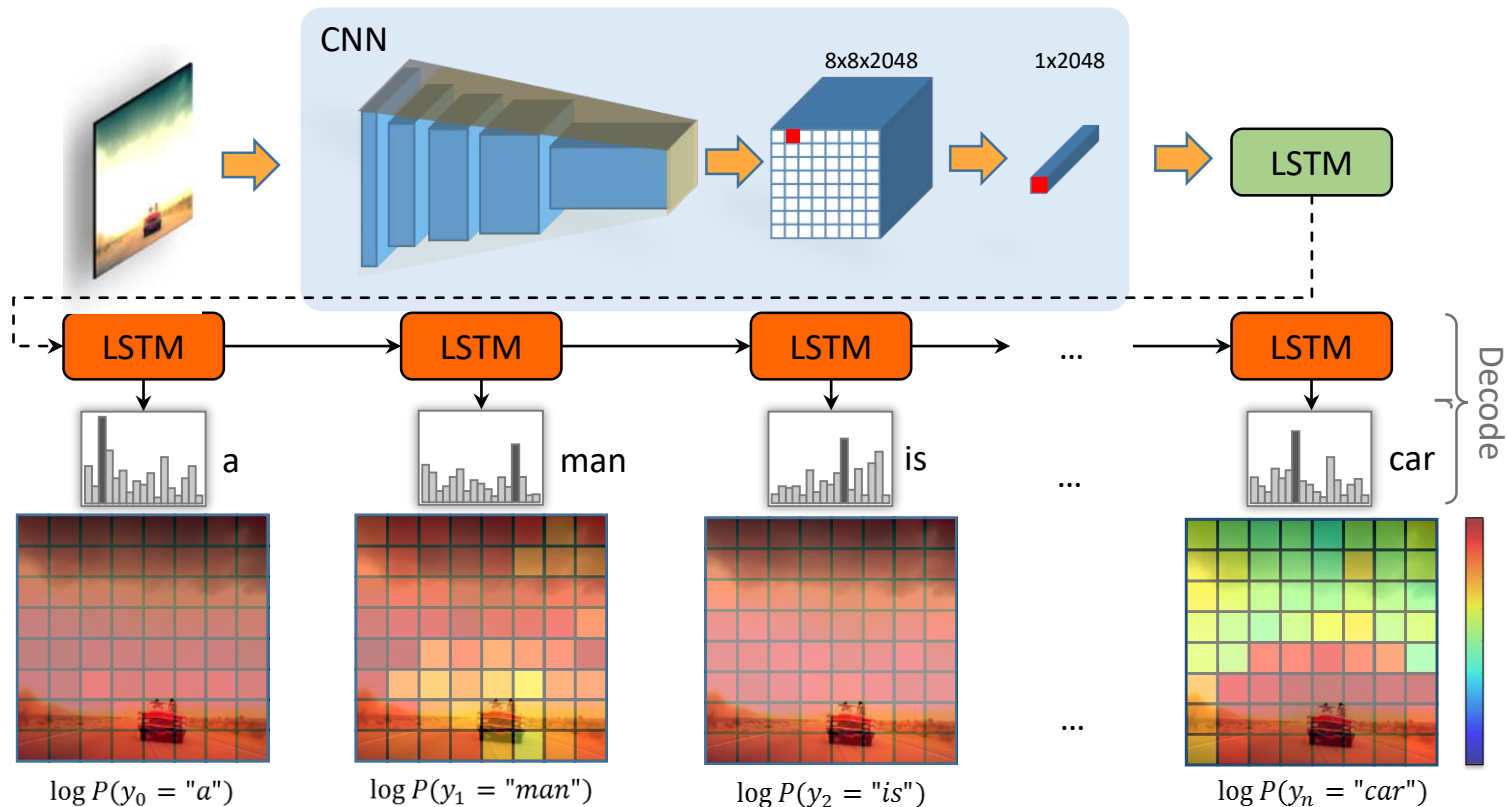 CNN
8x8x2048
1x2048
LSTM
LSTM
LSTM
LSTM
...
LSTM
Decode
r
a
man
is
...
car
...
log P(y₀ = "a")
log P(y₁ = "man")
log P(y₂ = "is")
log P(yₙ = "car")